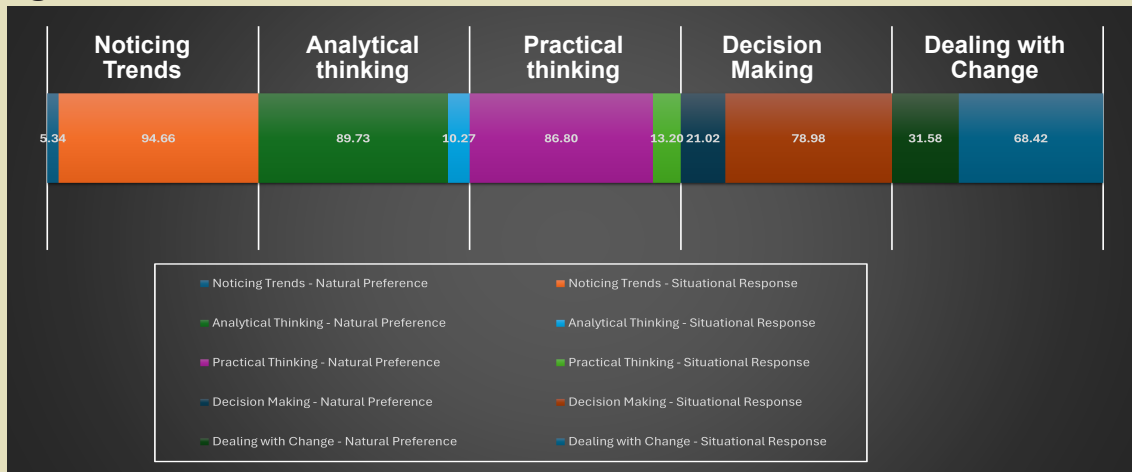 Noticing
Trends
Analytical
thinking
Practical
thinking
Decision
Making
Dealing with
Change
5.34 94.66 89.73 10.27 86.80 13.20 21.02 78.98 31.58 68.42
Noticing Trends - Natural Preference
Noticing Trends - Situational Response
Analytical Thinking - Natural Preference
Analytical Thinking - Situational Response
Practical Thinking - Natural Preference
Practical Thinking - Situational Response
Decision Making - Natural Preference
Decision Making - Situational Response
Dealing with Change - Natural Preference
Dealing with Change - Situational Response